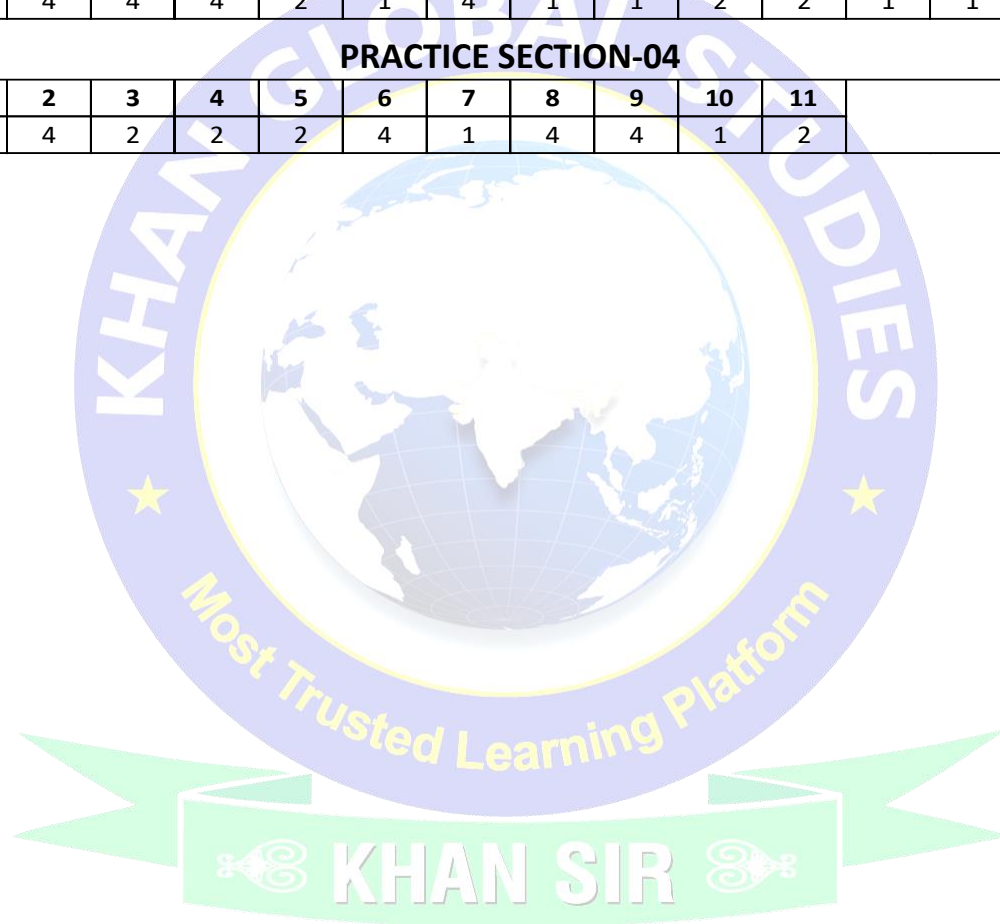 4 4 4 2 1 4 1 1 2 2 1 1
PRACTICE SECTION-04
2 3 4 5 6 7 8 9 10 11
4 2 2 2 4 1 4 4 1 2
KHAN GLOBAL STUDIES
Most Trusted Learning Platform
KHAN SIR